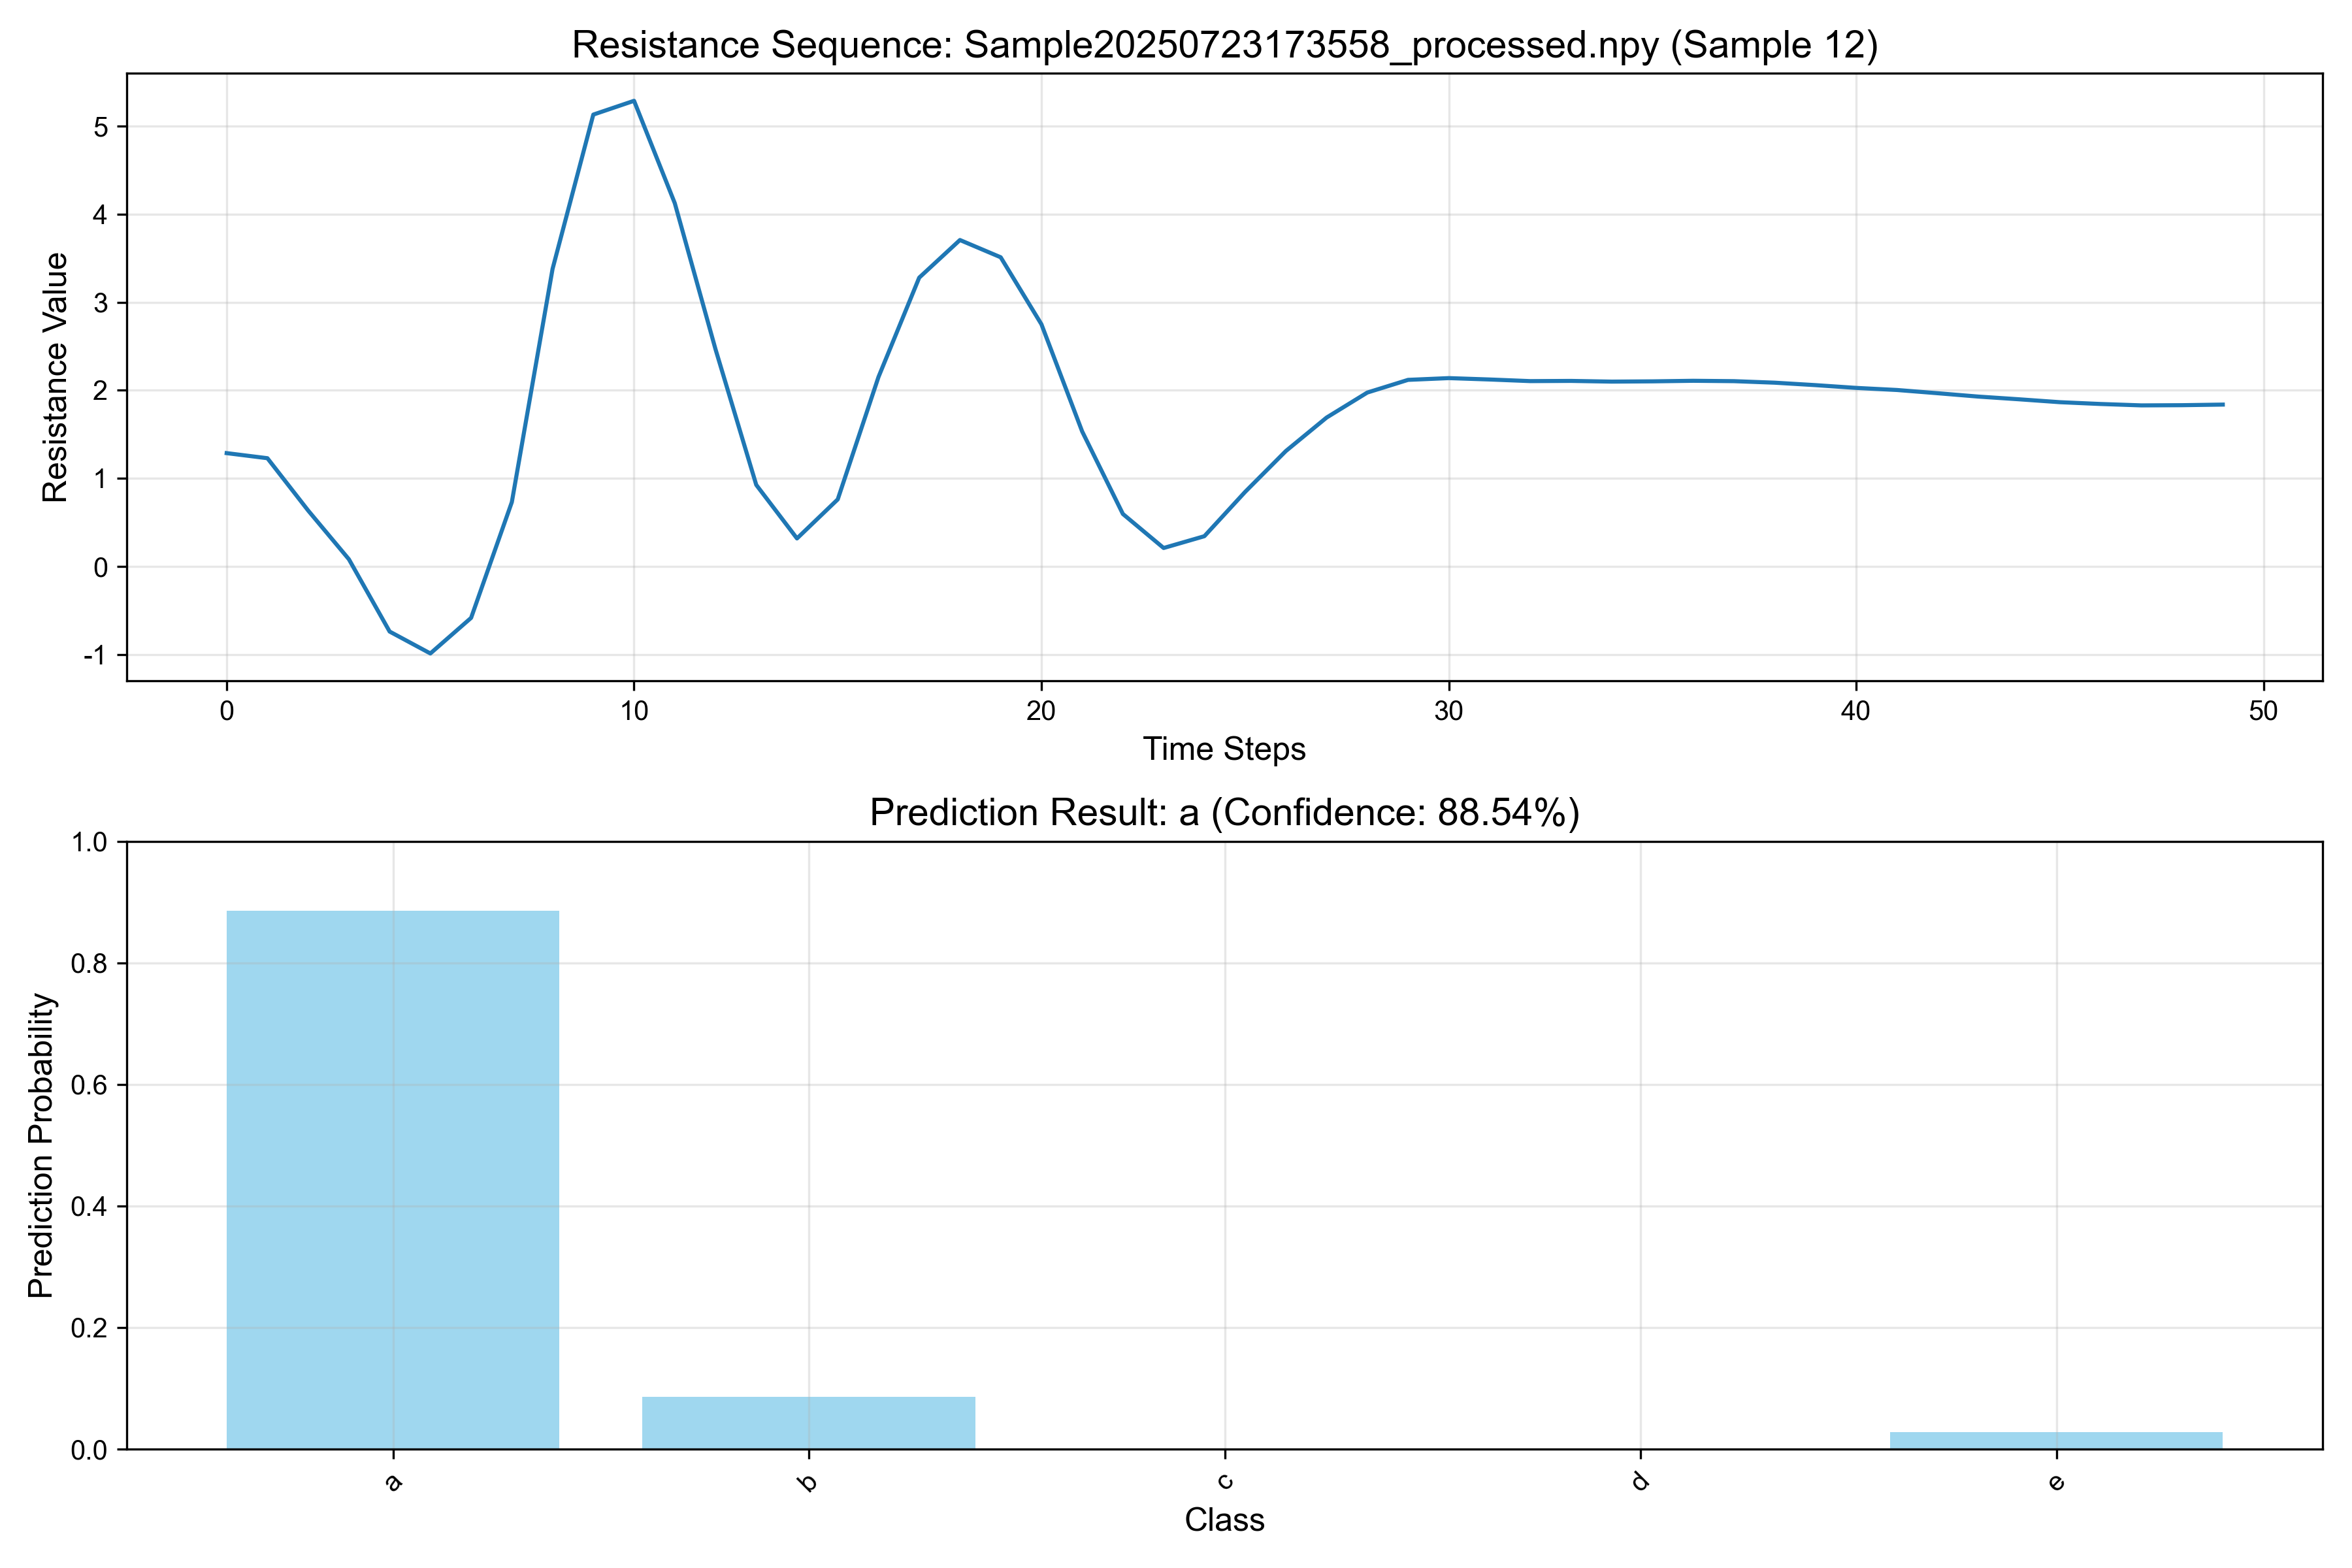 Resistance Sequence: Sample20250723173558_processed.npy (Sample 12)
Resistance Value
5
4
3
2
1
0
-1
0 10 20 30 40 50
Time Steps
Prediction Result: a (Confidence: 88.54%)
Prediction Probability
1.0
0.8
0.6
0.4
0.2
0.0
a b c d e
Class